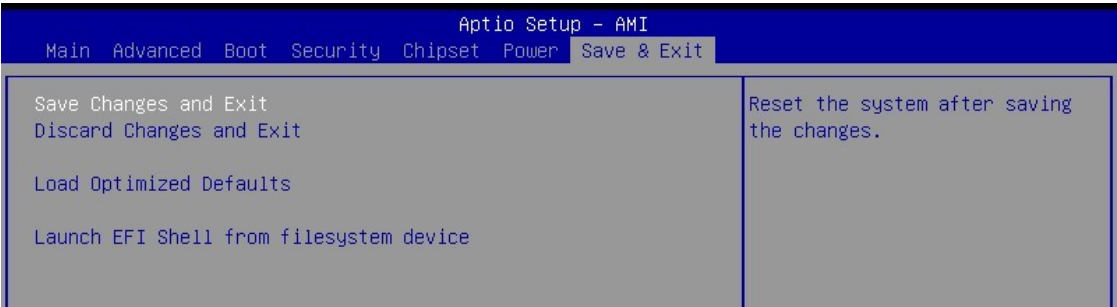 Aptio Setup – AMI
Main Advanced Boot Security Chipset Power Save & Exit
Save Changes and Exit
Discard Changes and Exit
Load Optimized Defaults
Launch EFI Shell from filesystem device
Reset the system after saving
the changes.